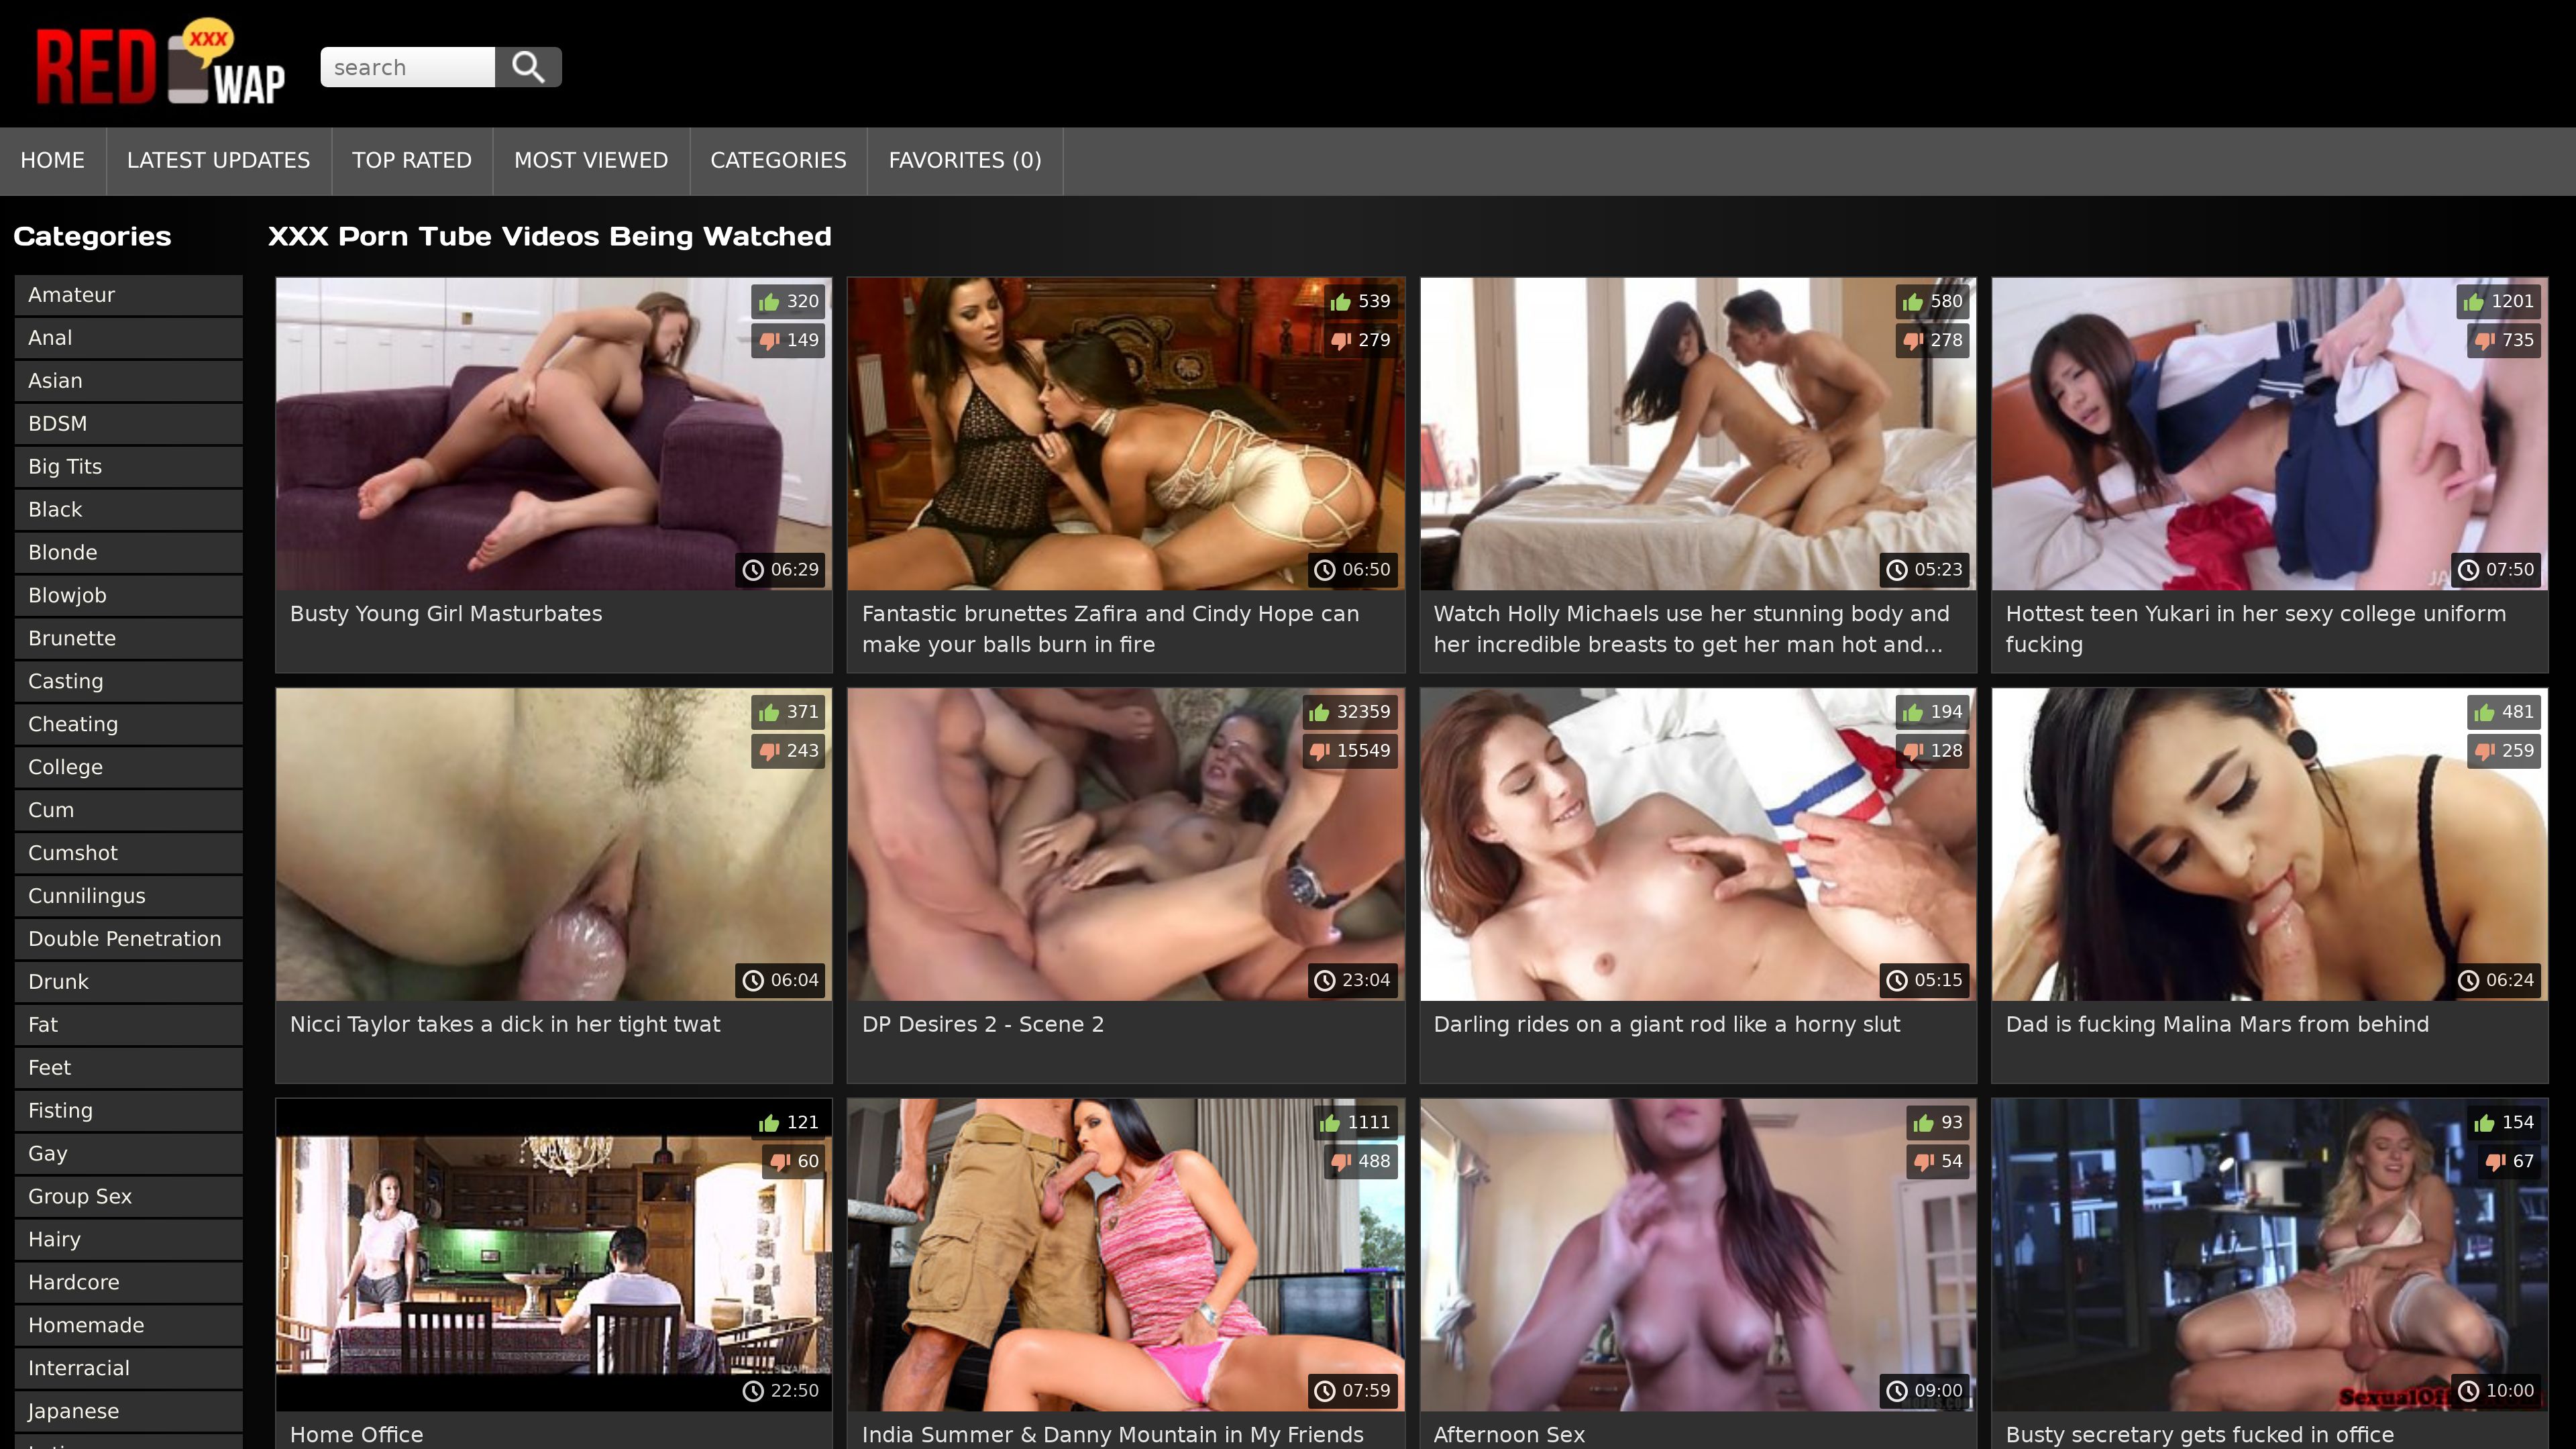 RED XXX WAP
search
HOME
LATEST UPDATES
TOP RATED
MOST VIEWED
CATEGORIES
FAVORITES (0)
Categories
Amateur
Anal
Asian
BDSM
Big Tits
Black
Blonde
Blowjob
Brunette
Casting
Cheating
College
Cum
Cumshot
Cunnilingus
Double Penetration
Drunk
Fat
Feet
Fisting
Gay
Group Sex
Hairy
Hardcore
Homemade
Interracial
Japanese
XXX Porn Tube Videos Being Watched
320
149
06:29
Busty Young Girl Masturbates
539
279
06:50
Fantastic brunettes Zafira and Cindy Hope can
make your balls burn in fire
580
278
05:23
Watch Holly Michaels use her stunning body and
her incredible breasts to get her man hot and...
1201
735
07:50
Hottest teen Yukari in her sexy college uniform
fucking
371
243
06:04
Nicci Taylor takes a dick in her tight twat
32359
15549
23:04
DP Desires 2 - Scene 2
194
128
05:15
Darling rides on a giant rod like a horny slut
481
259
06:24
Dad is fucking Malina Mars from behind
121
60
22:50
Home Office
1111
488
07:59
India Summer & Danny Mountain in My Friends
93
54
09:00
Afternoon Sex
154
67
10:00
Busty secretary gets fucked in office